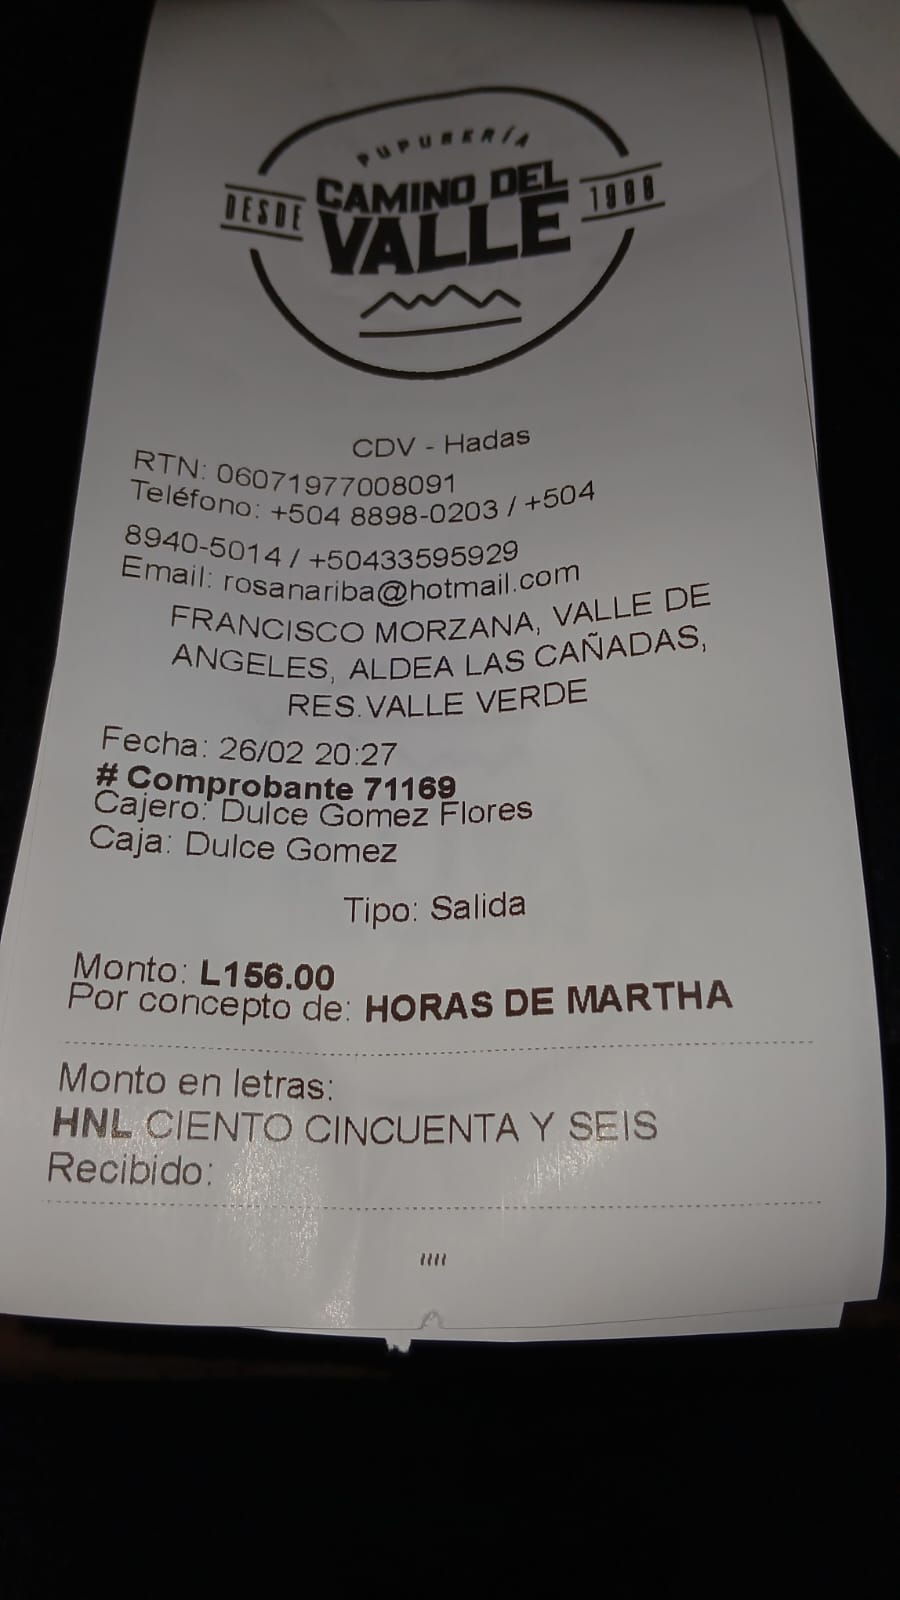 PUPUSERÍA
DESDE CAMINO DEL VALLE 1988
CDV - Hadas
RTN: 06071977008091
Teléfono: +504 8898-0203 / +504
8940-5014 / +50433595929
Email: rosanariba@hotmail.com
FRANCISCO MORZANA, VALLE DE
ANGELES, ALDEA LAS CAÑADAS,
RES.VALLE VERDE
Fecha: 26/02 20:27
# Comprobante 71169
Cajero: Dulce Gomez Flores
Caja: Dulce Gomez
Tipo: Salida
Monto: L156.00
Por concepto de: HORAS DE MARTHA
Monto en letras:
HNL CIENTO CINCUENTA Y SEIS
Recibido: